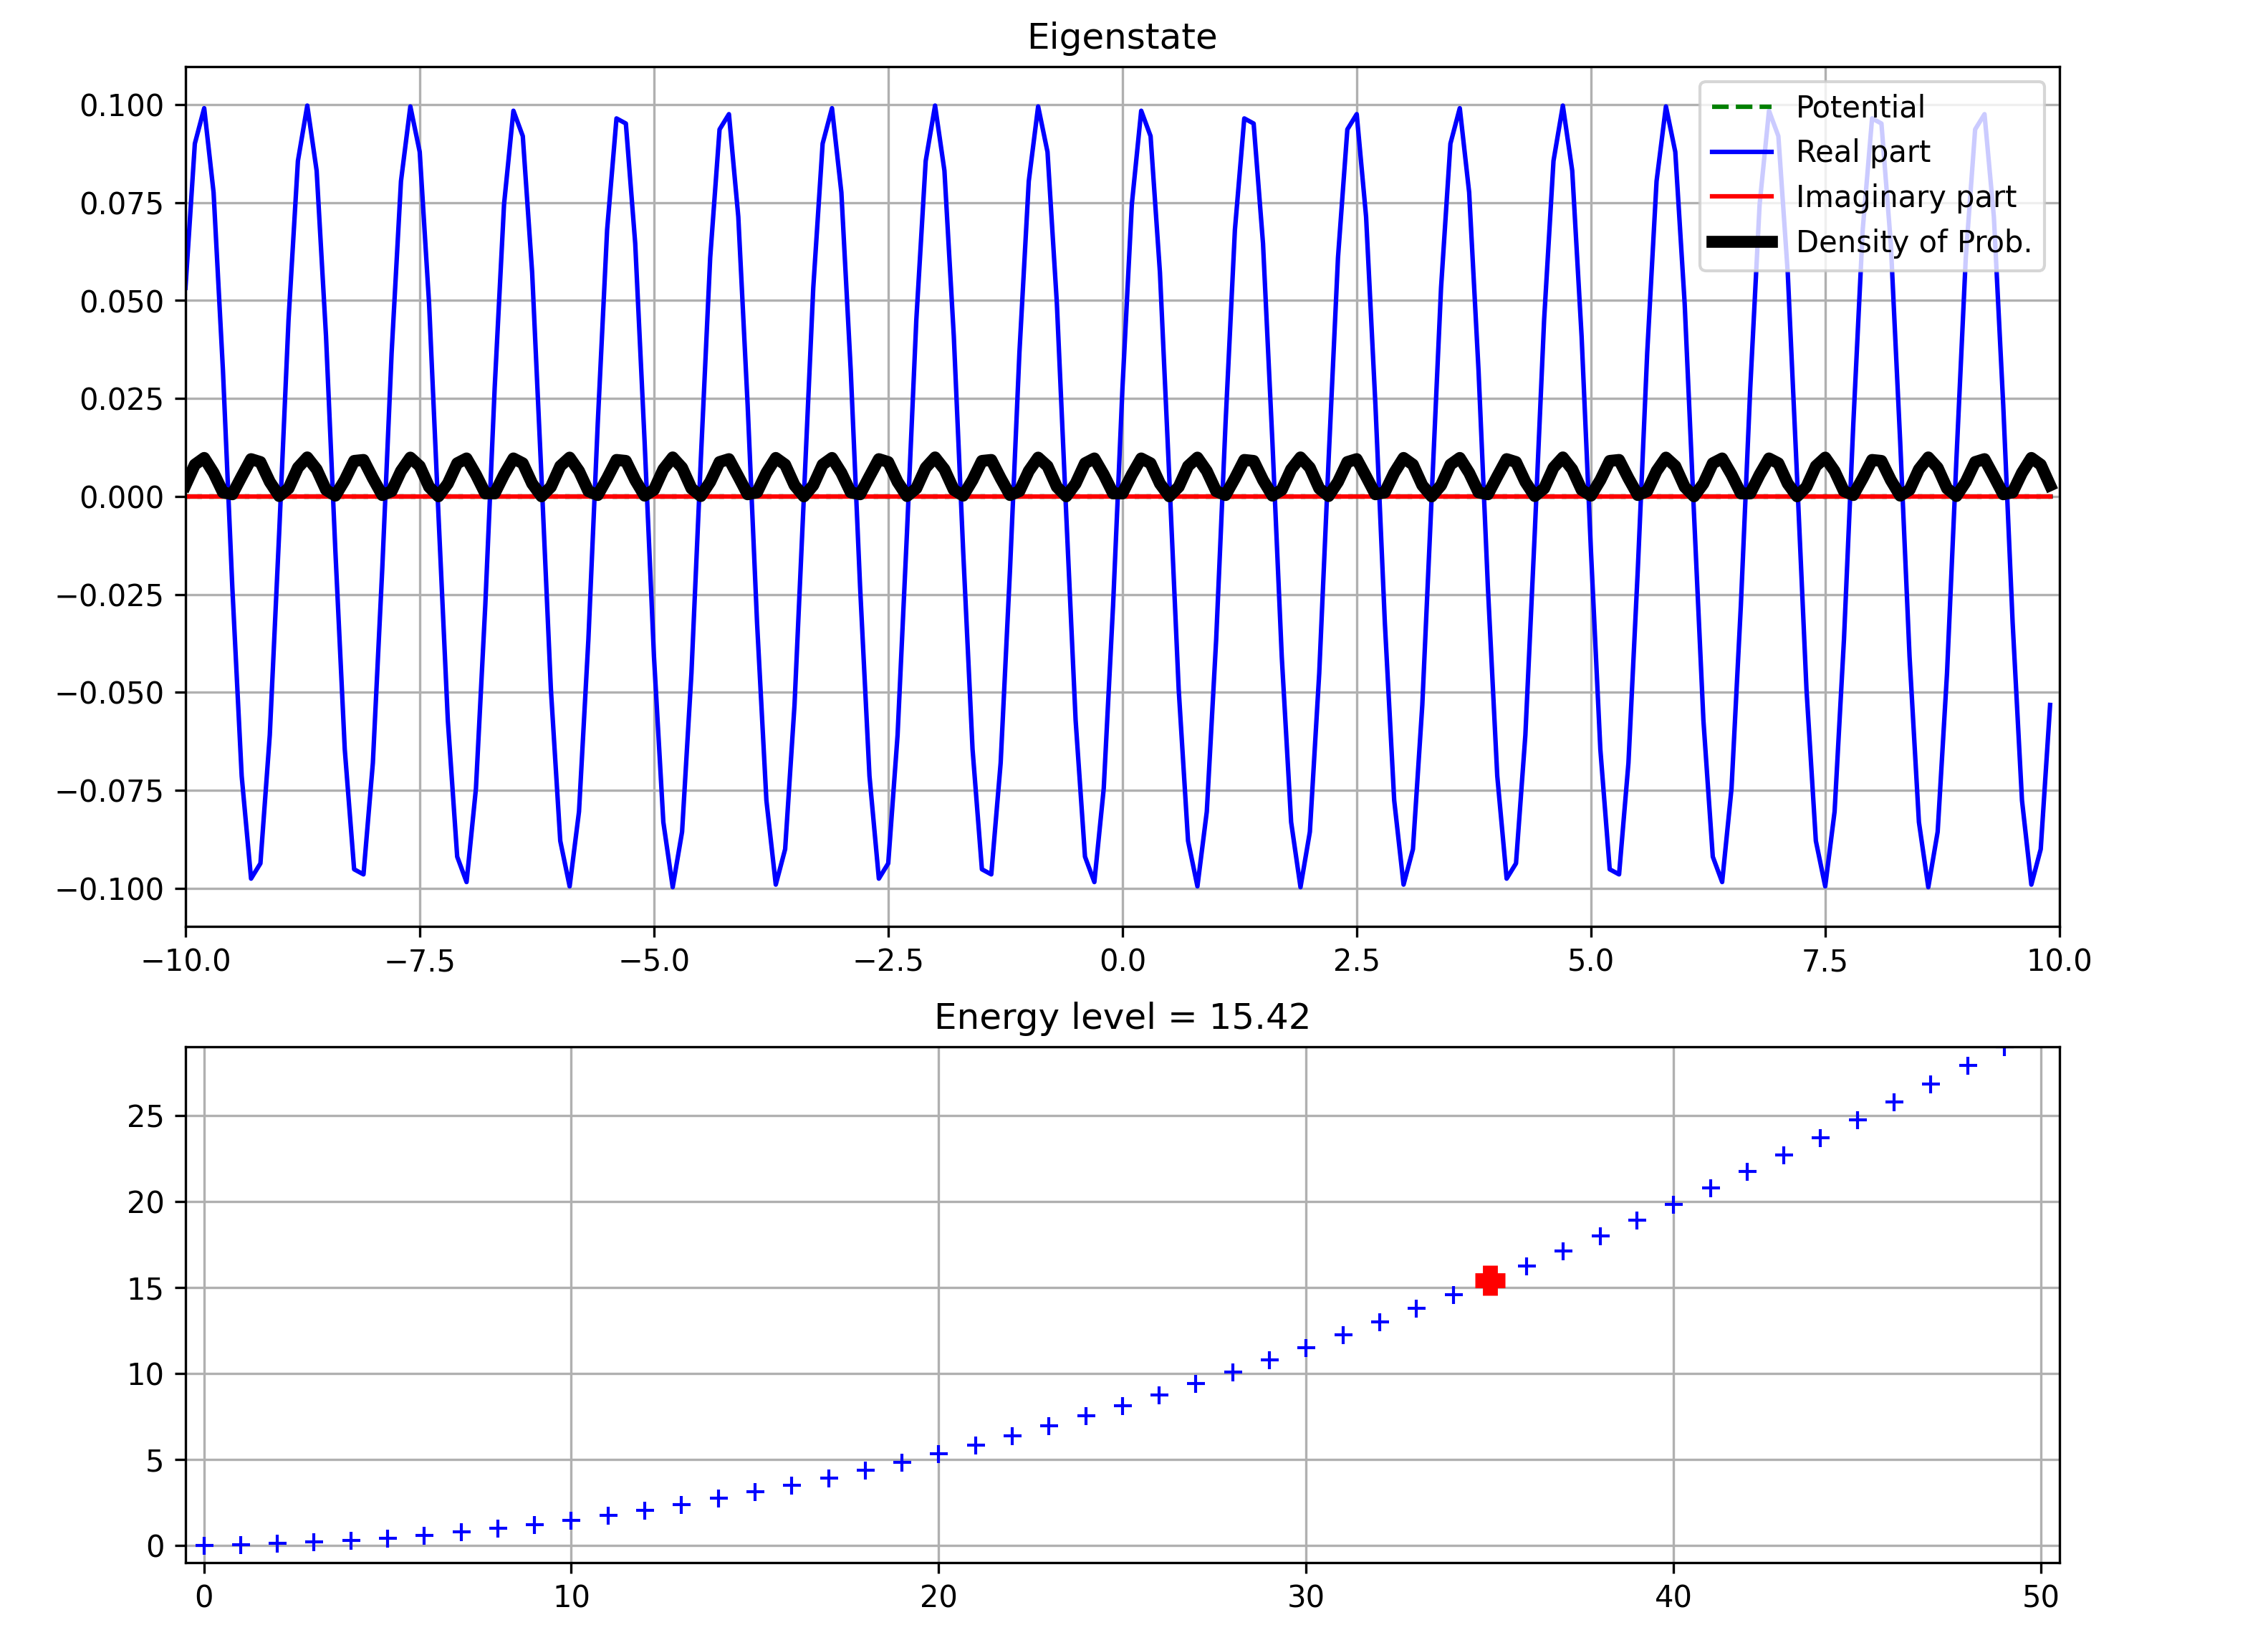 Eigenstate
0.100
0.075
0.050
0.025
0.000
−0.025
−0.050
−0.075
−0.100
Potential
Real part
Imaginary part
Density of Prob.
−10.0 −7.5 −5.0 −2.5 0.0 2.5 5.0 7.5 10.0
Energy level = 15.42
25
20
15
10
5
0
0 10 20 30 40 50